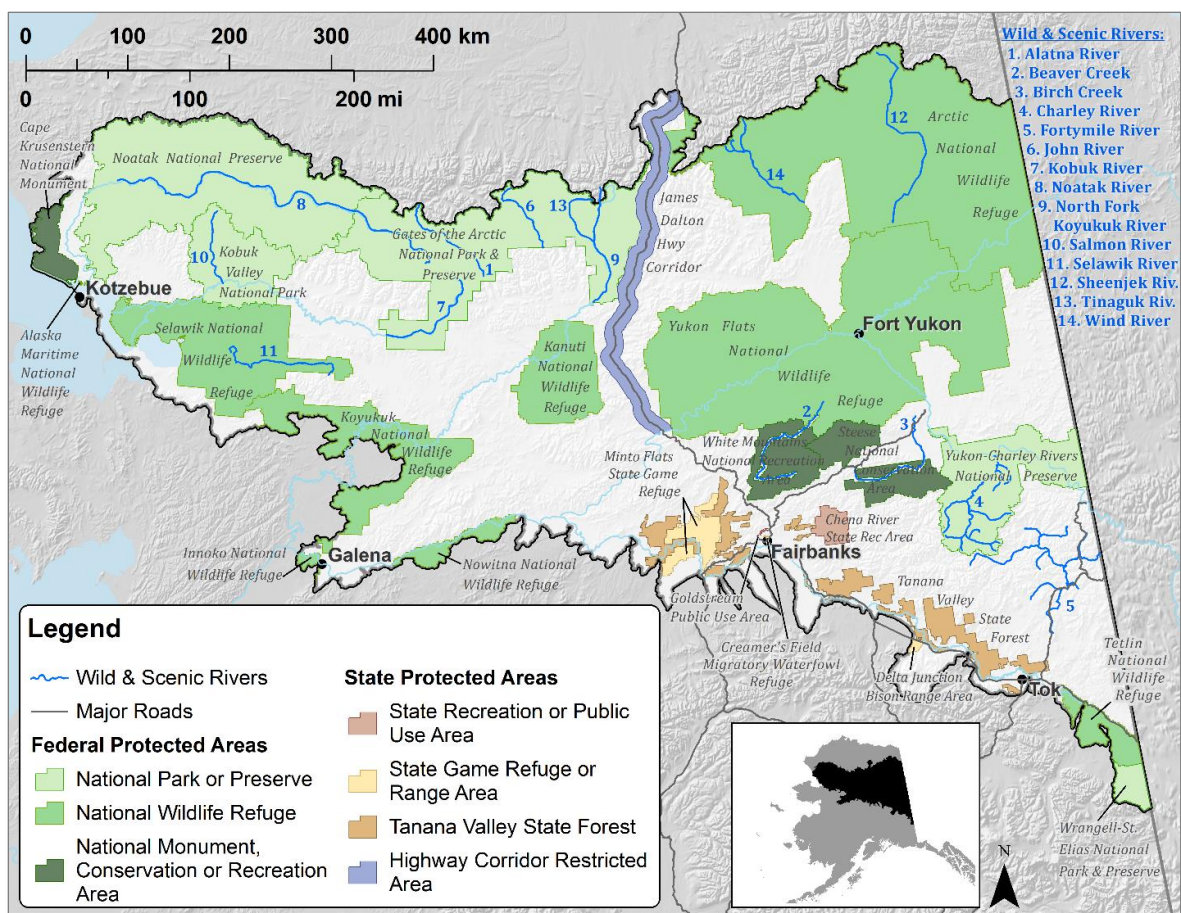 0 100 200 300 400 km
0 100 200 mi
Wild & Scenic Rivers:
1. Alatna River
2. Beaver Creek
3. Birch Creek
4. Charley River
5. Fortymile River
6. John River
7. Kobuk River
8. Noatak River
9. North Fork
Koyukuk River
10. Salmon River
11. Selawik River
12. Sheenjek Riv.
13. Tinaguk Riv.
14. Wind River
Cape
Krusenstern
National
Monument
Noatak National Preserve
8
10
Kobuk
Valley
National Park
Gates of the Arctic
National Park &
Preserve
1
7
6
13
9
James
Dalton
Hwy
Corridor
14
12
Arctic
National
Wildlife
Refuge
Kotzebue
Alaska
Maritime
National
Wildlife
Refuge
Selawik National
Wildlife
Refuge
11
Kanuti
National
Wildlife
Refuge
Yukon Flats
National
Wildlife
Refuge
Fort Yukon
Koyukuk
National
Wildlife
Refuge
2
3
White Mountains
National Recreation
Area
Steese
National
Conservation
Area
Yukon-Charley Rivers
National Preserve
4
Minto Flats
State Game
Refuge
Chena River
State Rec Area
Fairbanks
Innoko National
Wildlife Refuge
Galena
Nowitna National
Wildlife Refuge
Goldstream
Public Use Area
Creamer's Field
Migratory Waterfowl
Refuge
Tanana
Valley
State
Forest
5
Delta Junction
Bison Range Area
Tok
Tetlin
National
Wildlife
Refuge
Wrangell-St.
Elias National
Park & Preserve
N
Legend
Wild & Scenic Rivers
Major Roads
Federal Protected Areas
National Park or Preserve
National Wildlife Refuge
National Monument,
Conservation or Recreation
Area
State Protected Areas
State Recreation or Public
Use Area
State Game Refuge or
Range Area
Tanana Valley State Forest
Highway Corridor Restricted
Area